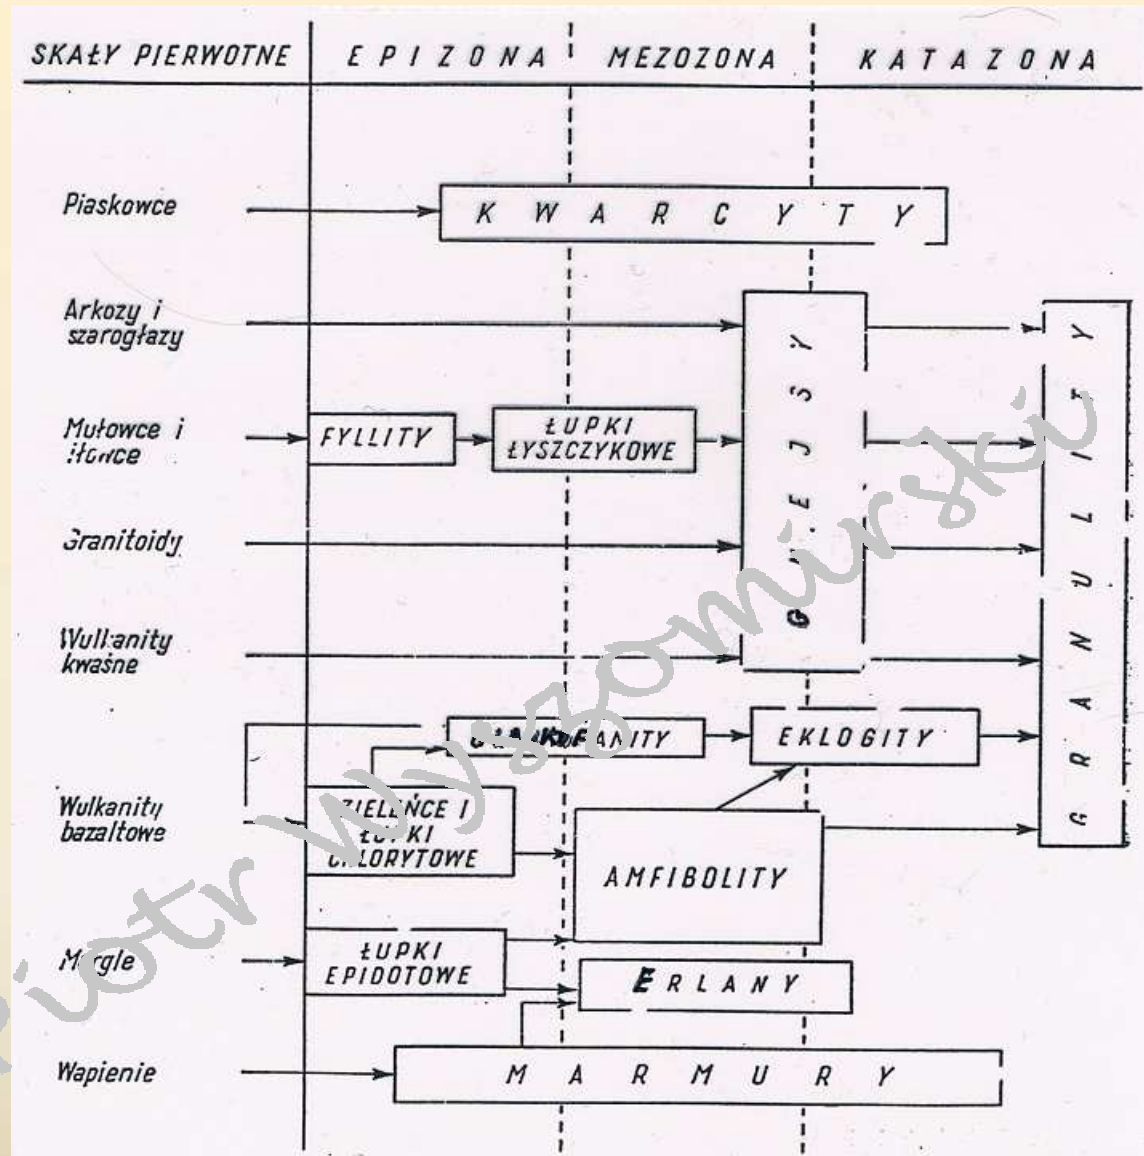 SKAŁY PIERWOTNE
EPIZONA
MEZOZONA
KATAZONA
Piaskowce
KWARCYTY
Arkozy i
szarogłazy
GNEJSY
GRANULITY
Mułowce i
iłowce
FYLLITY
ŁUPKI
ŁYSZCZYKOWE
Granitoidy
Wulkanity
kwaśne
EKLOGITY
Wulkanity
bazaltowe
ZIELEŃCE I
ŁUPKI
CHLORYTOWE
AMFIBOLITY
Margle
ŁUPKI
EPIDOTOWE
ERLANY
Wapienie
MARMURY
Piotr Wyszomirski